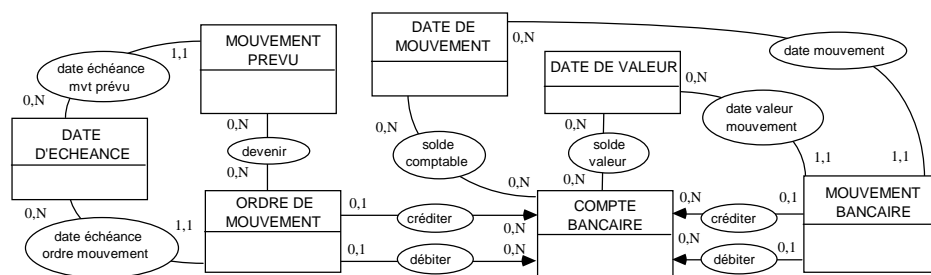 DATE DE
MOUVEMENT
MOUVEMENT
PREVU
0,N
1,1
date échéance
mvt prévu
0,N
date mouvement
DATE DE VALEUR
0,N
0,N
DATE
D'ECHEANCE
0,N
0,N
0,N
date valeur
mouvement
devenir
solde
comptable
solde
valeur
0,N
0,N
0,N
0,N
1,1
1,1
ORDRE DE
MOUVEMENT
0,1
créditer
0,N
COMPTE
BANCAIRE
0,N
créditer
0,1
MOUVEMENT
BANCAIRE
1,1
date échéance
ordre mouvement
0,1
débiter
0,N
0,N
débiter
0,1